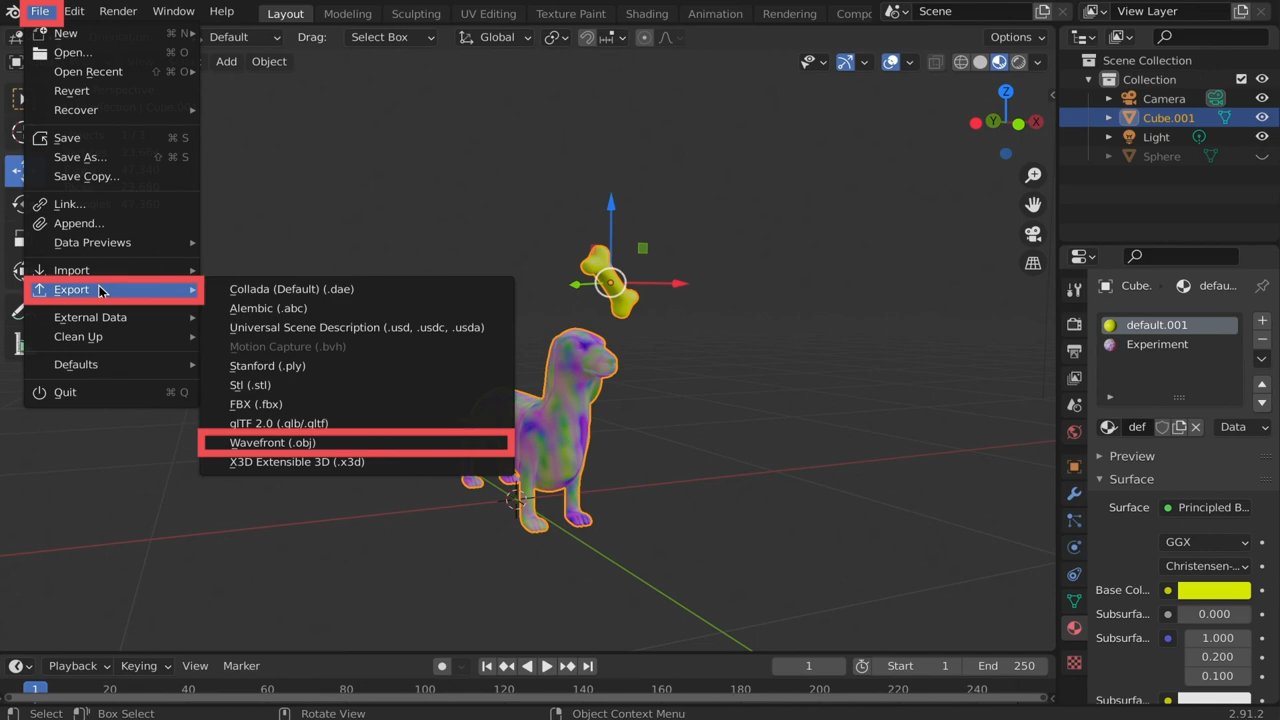 File Edit Render Window Help Layout Modeling Sculpting UV Editing Texture Paint Shading Animation Rendering Comp Scene View Layer
Default Drag: Select Box Global Options
Add Object
New ⌘ N
Open... ⌘ O
Open Recent ⇧ ⌘ O
Revert
Recover
Save ⌘ S
Save As... ⇧ ⌘ S
Save Copy...
Link...
Append...
Data Previews
Import
Export
External Data
Clean Up
Defaults
Quit ⌘ Q
Collada (Default) (.dae)
Alembic (.abc)
Universal Scene Description (.usd, .usdc, .usda)
Motion Capture (.bvh)
Stanford (.ply)
Stl (.stl)
FBX (.fbx)
glTF 2.0 (.glb/.gltf)
Wavefront (.obj)
X3D Extensible 3D (.x3d)
Z
Y
X
Scene Collection
Collection
Camera
Cube.001
Light
Sphere
Cube. defau...
default.001
Experiment
def Data
Preview
Surface
Surface Principled B...
GGX
Christensen-...
Base Col...
Subsurfa... 0.000
Subsurfa... 1.000
0.200
0.100
Subsurfa...
Playback Keying View Marker 1 Start 1 End 250
1 20 40 60 80 100 120 140 160 180 200 220 240
Select Box Select Rotate View Object Context Menu 2.91.2